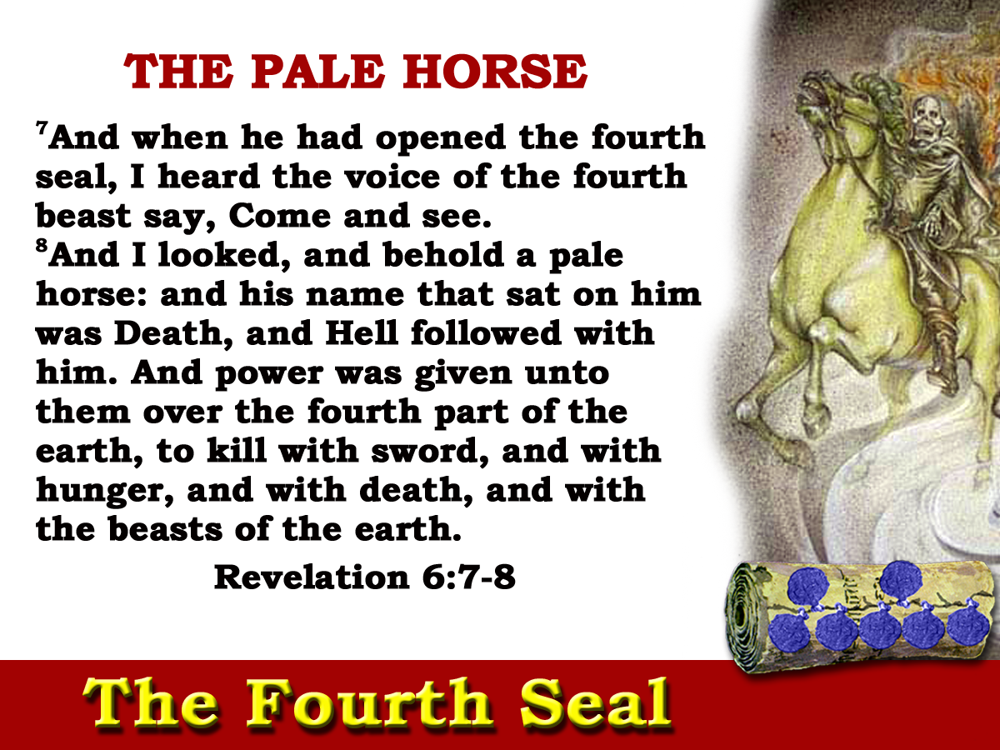 THE PALE HORSE
⁷And when he had opened the fourth
seal, I heard the voice of the fourth
beast say, Come and see.
⁸And I looked, and behold a pale
horse: and his name that sat on him
was Death, and Hell followed with
him. And power was given unto
them over the fourth part of the
earth, to kill with sword, and with
hunger, and with death, and with
the beasts of the earth.
Revelation 6:7-8
The Fourth Seal